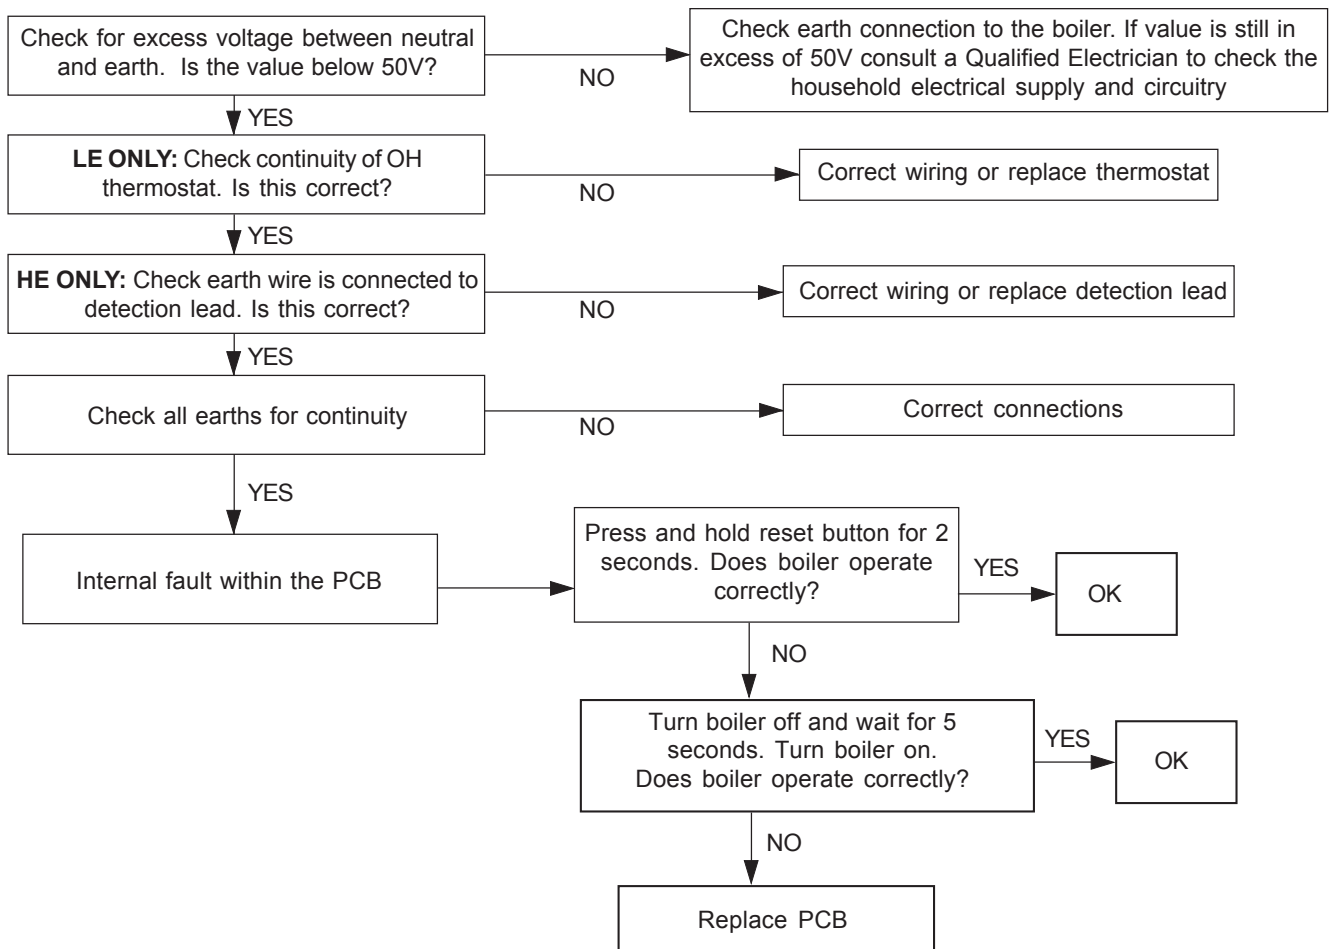 Check for excess voltage between neutral
and earth. Is the value below 50V?
NO
Check earth connection to the boiler. If value is still in
excess of 50V consult a Qualified Electrician to check the
household electrical supply and circuitry
YES
LE ONLY: Check continuity of OH
thermostat. Is this correct?
NO
Correct wiring or replace thermostat
YES
HE ONLY: Check earth wire is connected to
detection lead. Is this correct?
NO
Correct wiring or replace detection lead
YES
Check all earths for continuity
NO
Correct connections
YES
Internal fault within the PCB
Press and hold reset button for 2
seconds. Does boiler operate
correctly?
YES
OK
NO
Turn boiler off and wait for 5
seconds. Turn boiler on.
Does boiler operate correctly?
YES
OK
NO
Replace PCB